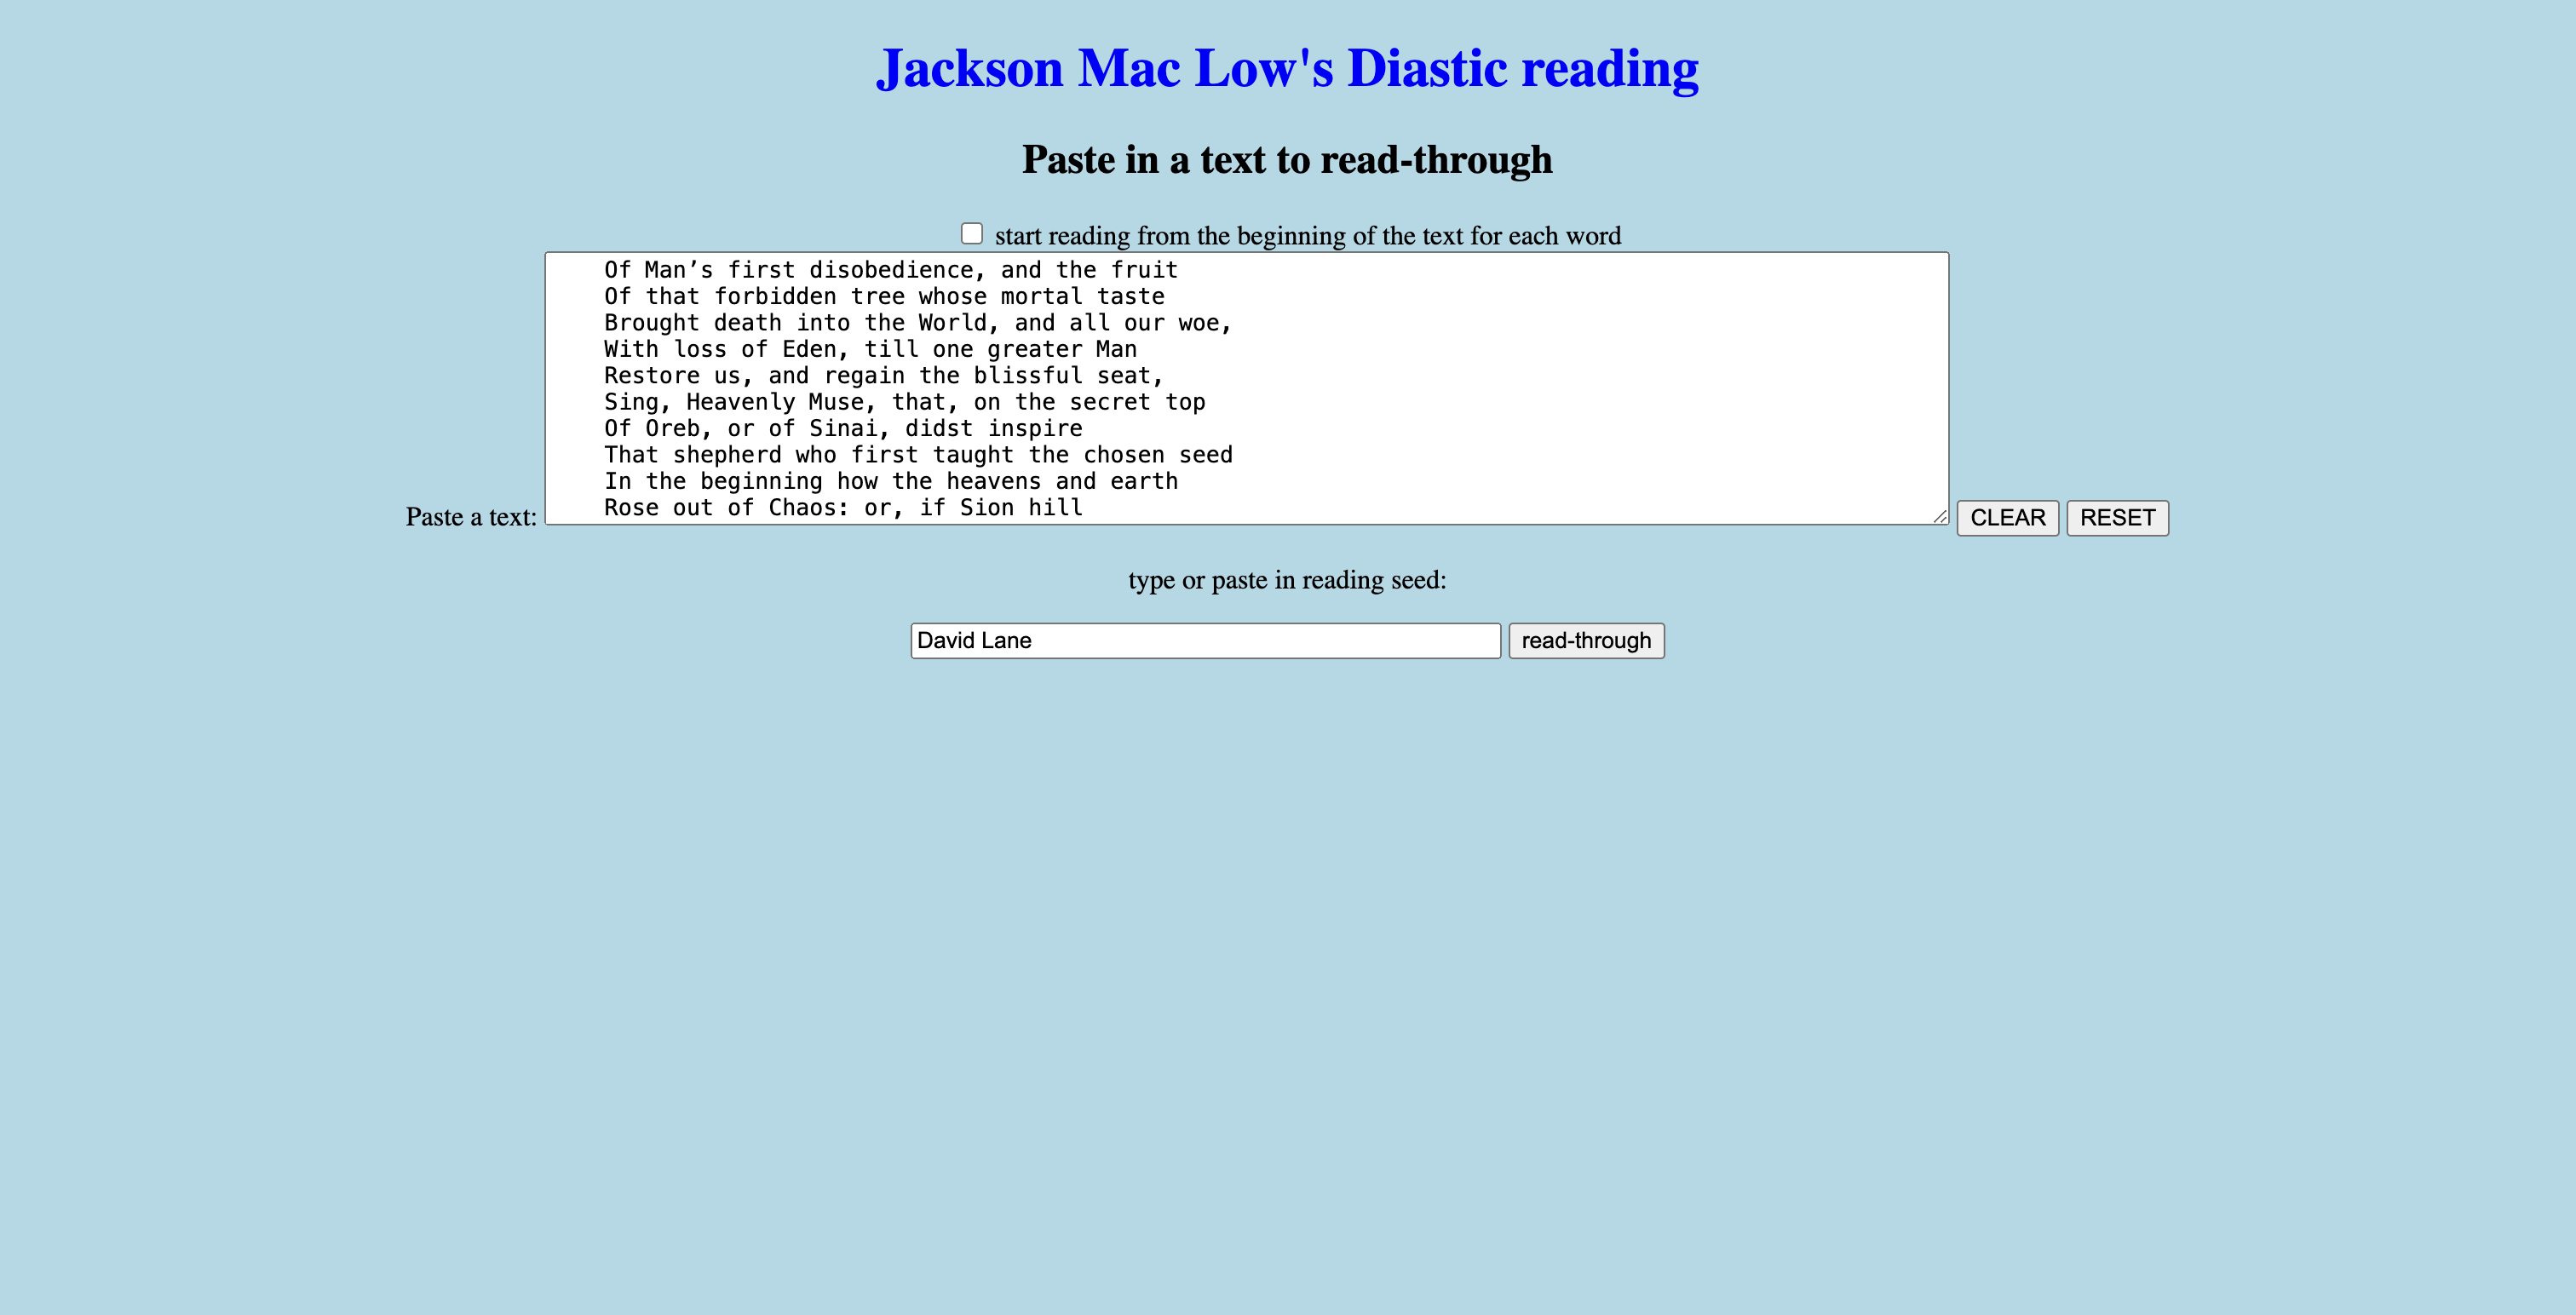 Jackson Mac Low's Diastic reading
Paste in a text to read-through
start reading from the beginning of the text for each word
Of Man’s first disobedience, and the fruit
Of that forbidden tree whose mortal taste
Brought death into the World, and all our woe,
With loss of Eden, till one greater Man
Restore us, and regain the blissful seat,
Sing, Heavenly Muse, that, on the secret top
Of Oreb, or of Sinai, didst inspire
That shepherd who first taught the chosen seed
In the beginning how the heavens and earth
Rose out of Chaos: or, if Sion hill
Paste a text:
CLEAR RESET
type or paste in reading seed:
David Lane read-through